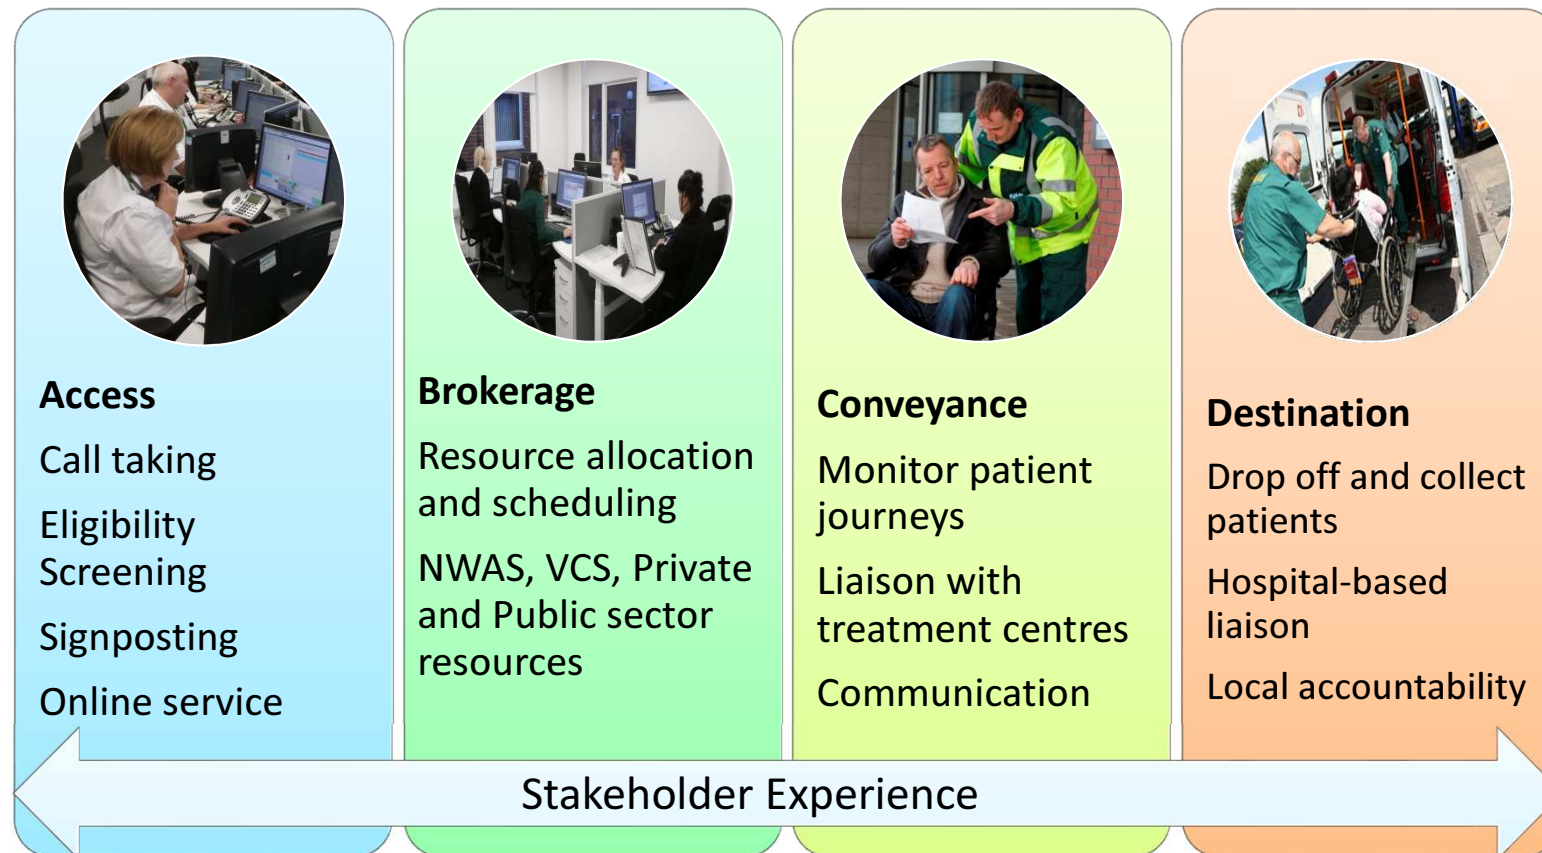 Access
Call taking
Eligibility
Screening
Signposting
Online service
Brokerage
Resource allocation
and scheduling
NWAS, VCS, Private
and Public sector
resources
Conveyance
Monitor patient
journeys
Liaison with
treatment centres
Communication
Destination
Drop off and collect
patients
Hospital-based
liaison
Local accountability
Stakeholder Experience